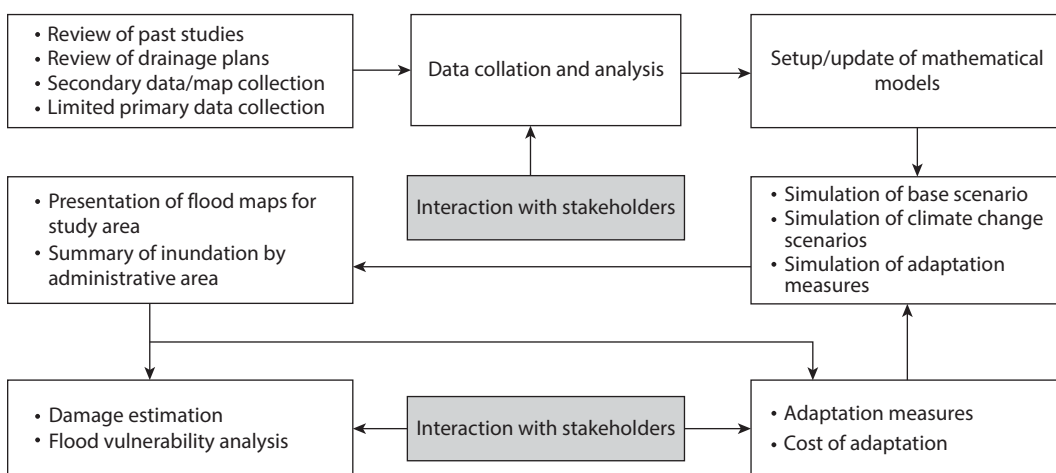 • Review of past studies
• Review of drainage plans
• Secondary data/map collection
• Limited primary data collection
Data collation and analysis
Setup/update of mathematical
models
• Presentation of flood maps for
study area
• Summary of inundation by
administrative area
Interaction with stakeholders
• Simulation of base scenario
• Simulation of climate change
scenarios
• Simulation of adaptation
measures
• Damage estimation
• Flood vulnerability analysis
Interaction with stakeholders
• Adaptation measures
• Cost of adaptation